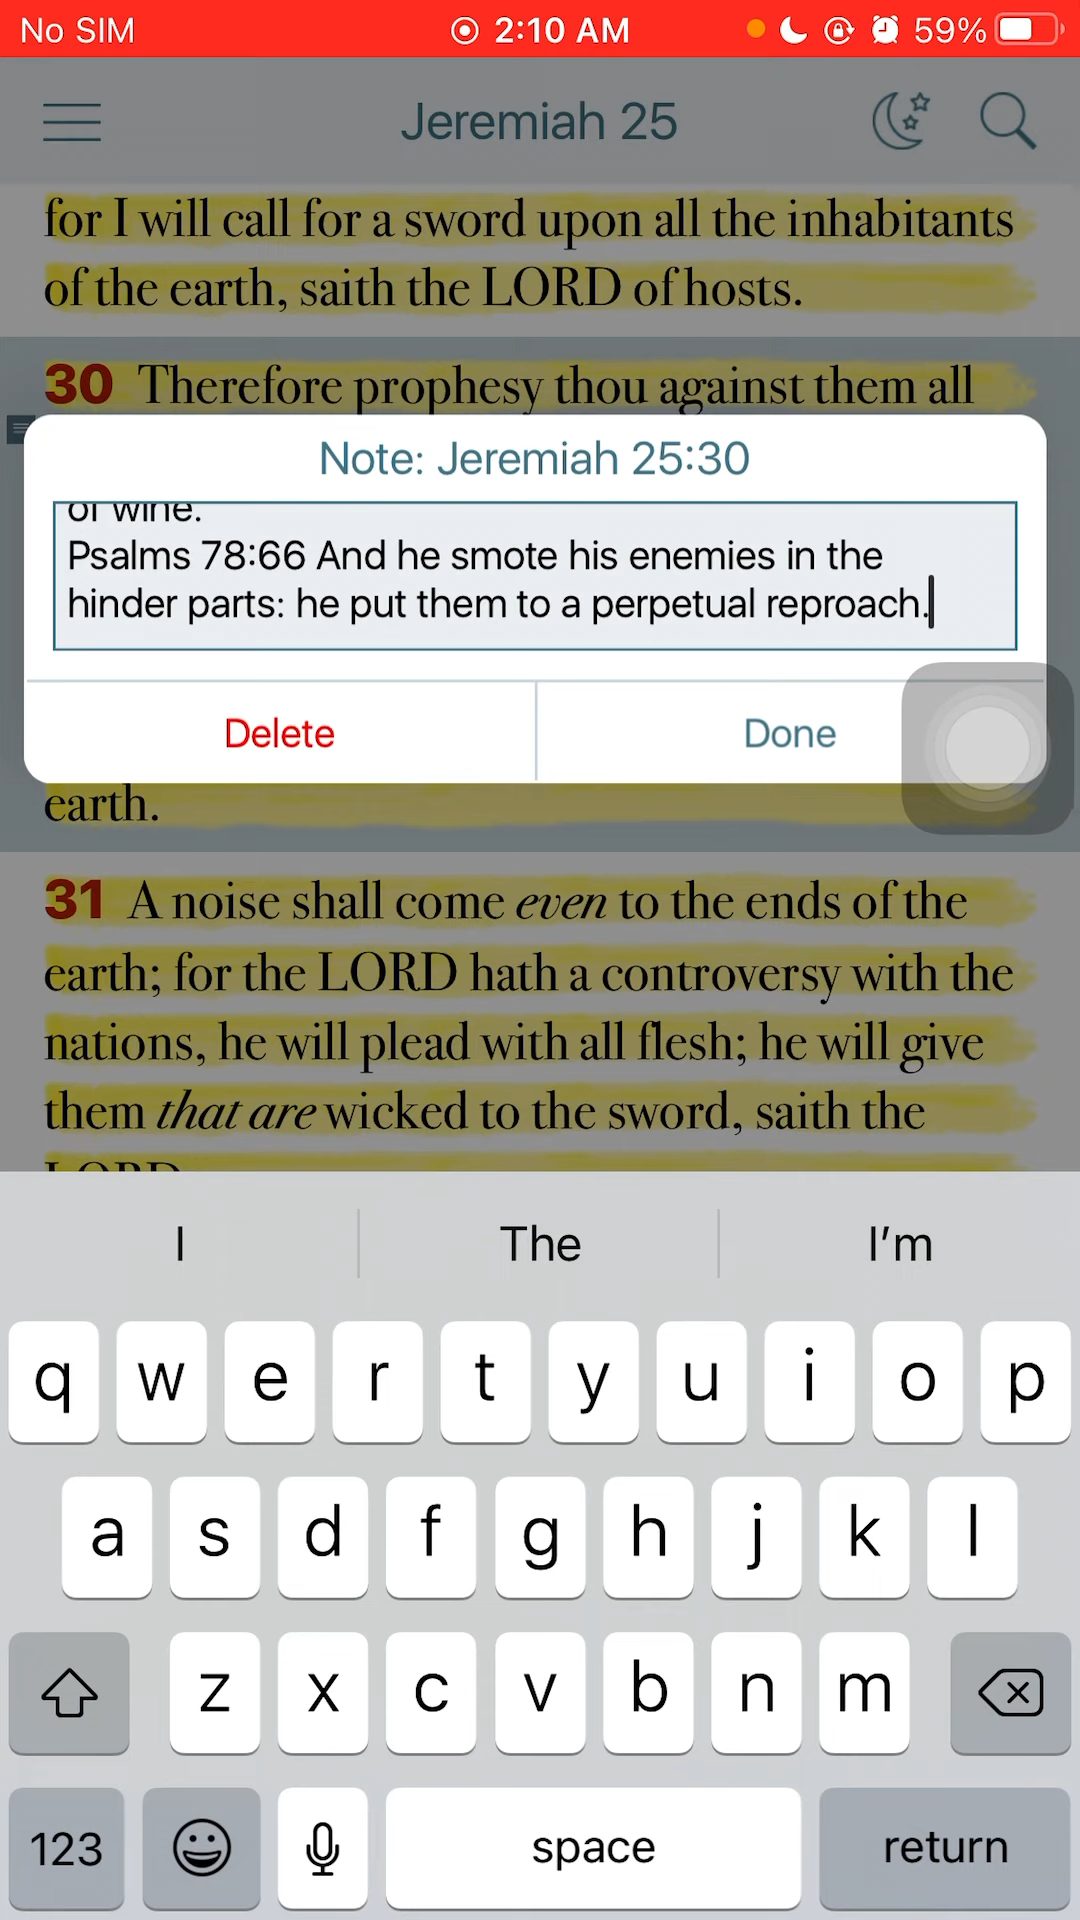 No SIM 2:10 AM 59%
Jeremiah 25
for I will call for a sword upon all the inhabitants
of the earth, saith the LORD of hosts.
30 Therefore prophesy thou against them all
Note: Jeremiah 25:30
of wine.
Psalms 78:66 And he smote his enemies in the
hinder parts: he put them to a perpetual reproach.
Delete Done
earth.
31 A noise shall come even to the ends of the
earth; for the LORD hath a controversy with the
nations, he will plead with all flesh; he will give
them that are wicked to the sword, saith the
LORD
I The I'm
q w e r t y u i o p
a s d f g h j k l
z x c v b n m
123 space return